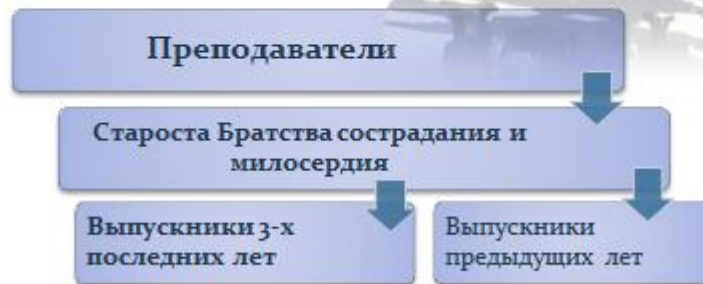 Преподаватели
Староста Братства сострадания и
милосердия
Выпускники 3-х
последних лет
Выпускники
предыдущих лет